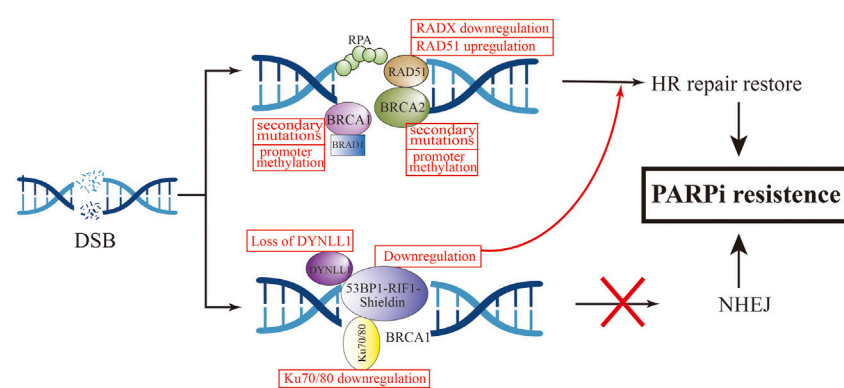 RADX downregulation
RAD51 upregulation
RPA
RAD51
HR repair restore
BRCA1
BRCA2
secondary
mutations
promoter
methylation
BRAD1
secondary
mutations
promoter
methylation
PARPi resistence
DSB
Loss of DYNLL1
Downregulation
DYNLL1
53BP1-RIF1-
Shieldin
NHEJ
BRCA1
Ku70/80
Ku70/80 downregulation